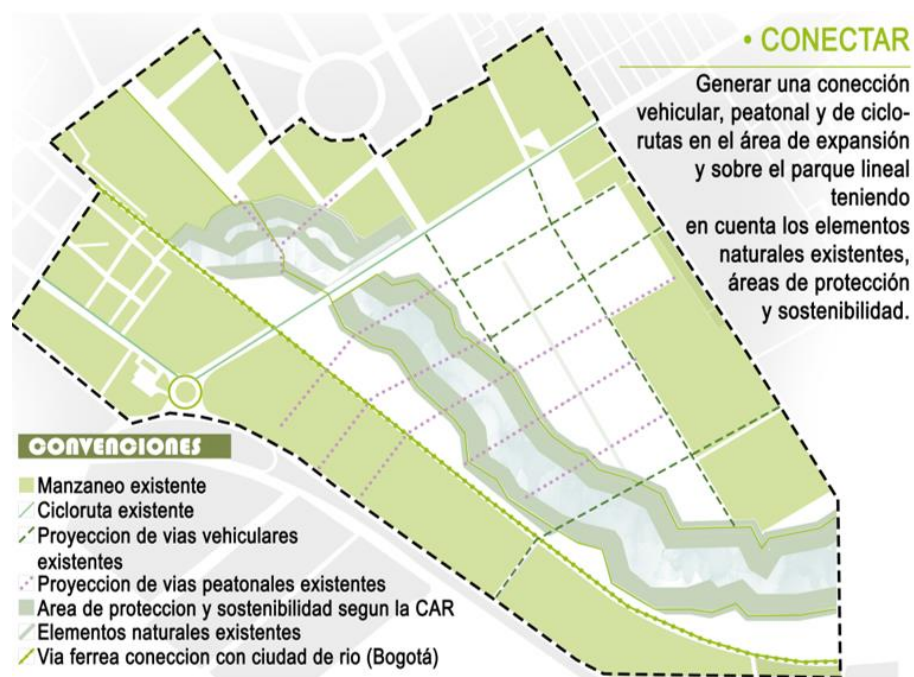 • CONECTAR
Generar una conección
vehicular, peatonal y de ciclo-
rutas en el área de expansión
y sobre el parque lineal
teniendo
en cuenta los elementos
naturales existentes,
áreas de protección
y sostenibilidad.
CONVENCIONES
Manzaneo existente
Cicloruta existente
Proyeccion de vias vehiculares
existentes
Proyeccion de vias peatonales existentes
Area de proteccion y sostenibilidad segun la CAR
Elementos naturales existentes
Via ferrea coneccion con ciudad de rio (Bogotá)